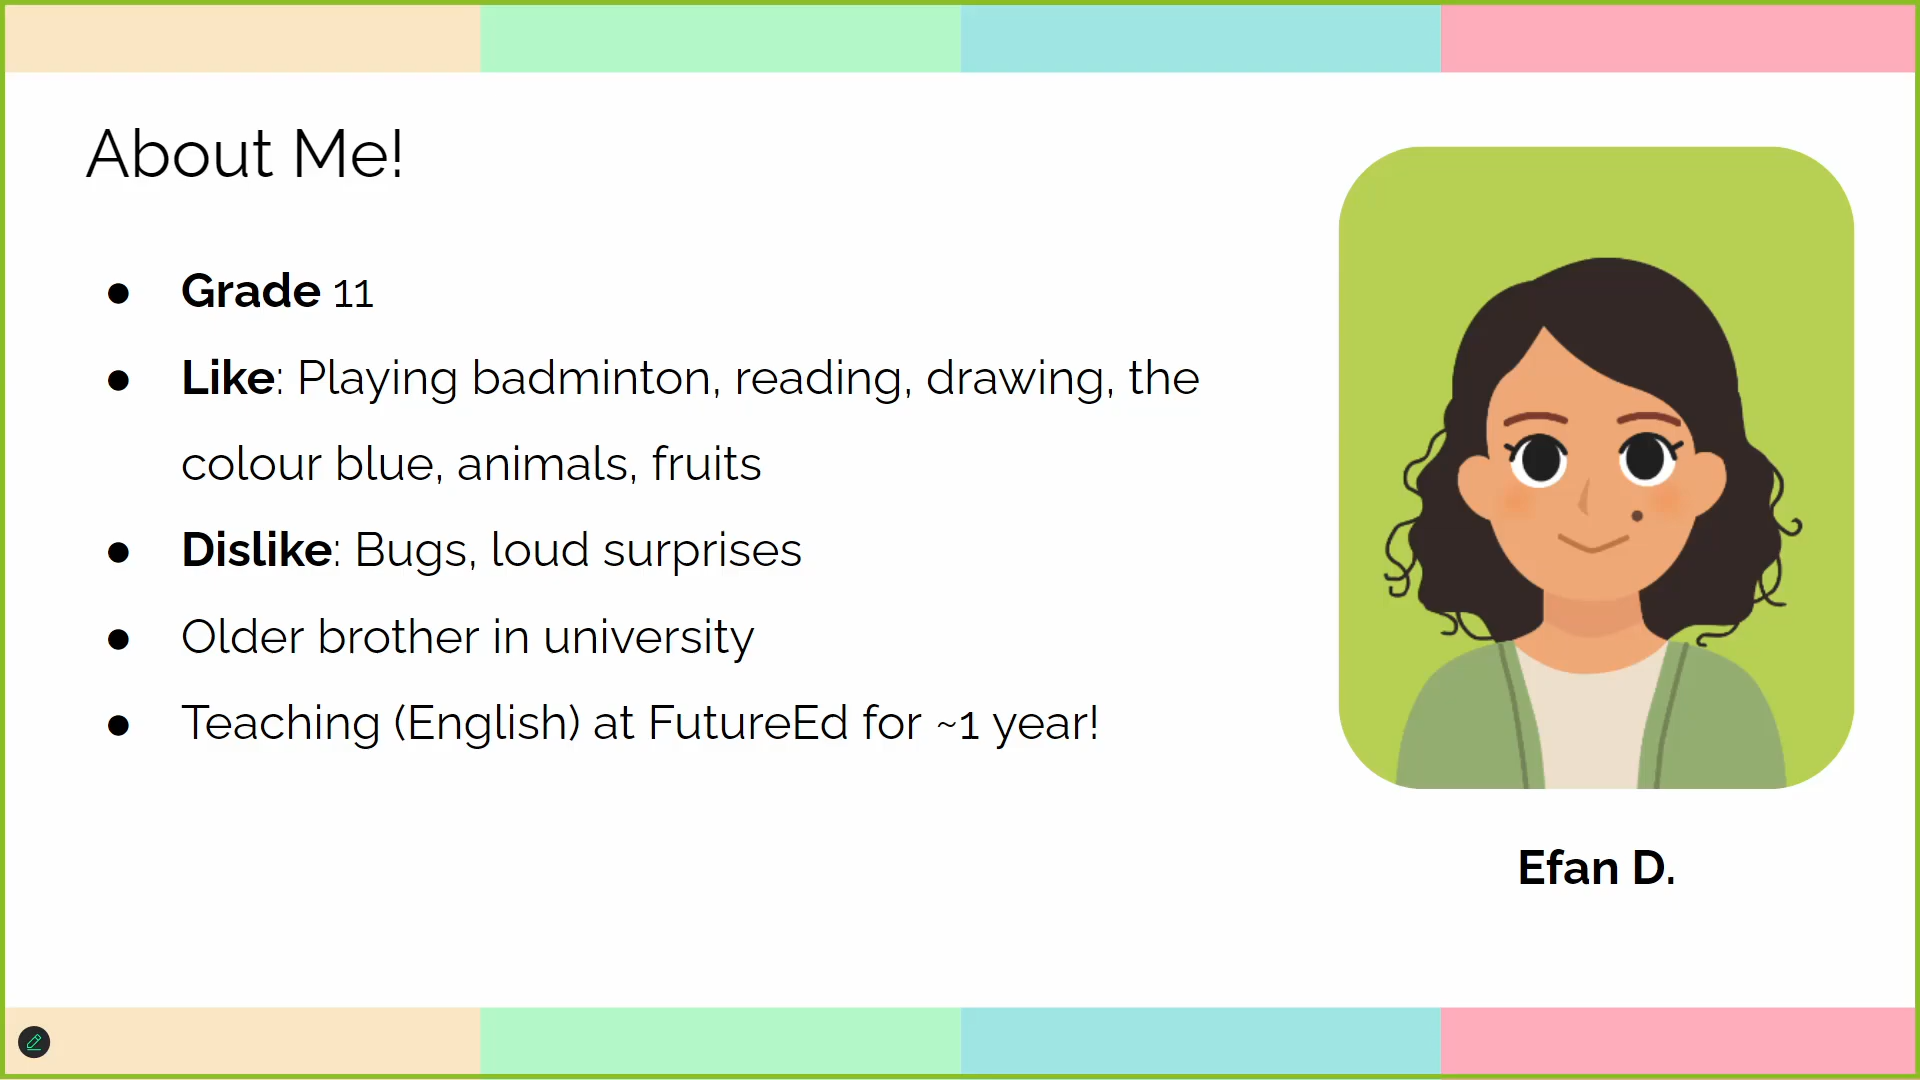 About Me!
● Grade 11
● Like: Playing badminton, reading, drawing, the
colour blue, animals, fruits
● Dislike: Bugs, loud surprises
● Older brother in university
● Teaching (English) at FutureEd for ~1 year!
Efan D.